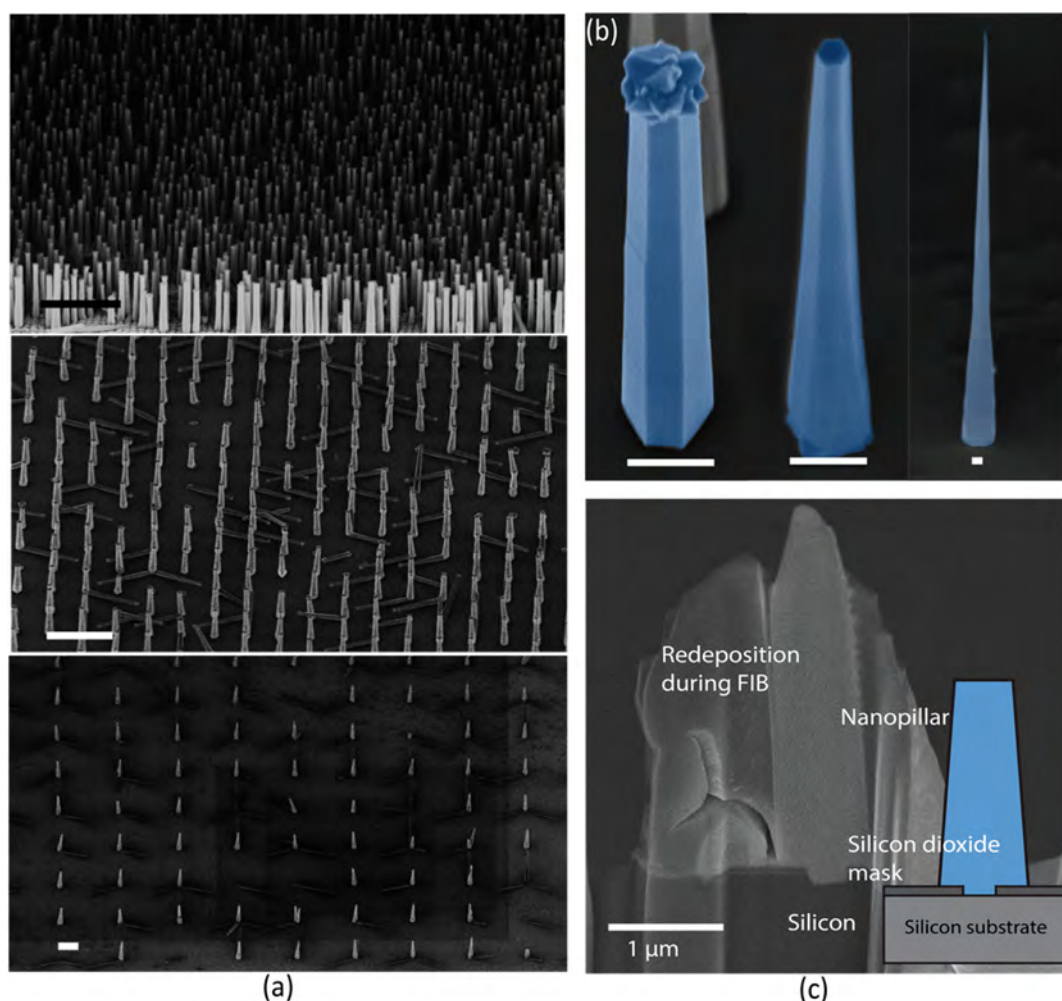 (a)
(b)
Redeposition
during FIB
Nanopillar
Silicon dioxide
mask
Silicon
Silicon substrate
1 μm
(c)